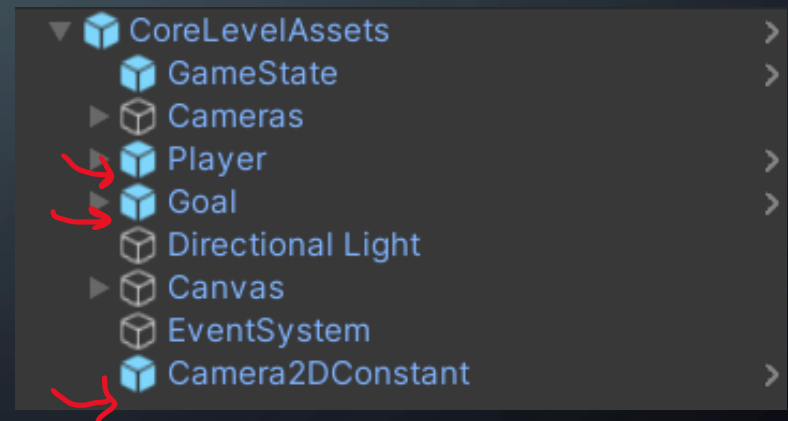 CoreLevelAssets
GameState
Cameras
Player
Goal
Directional Light
Canvas
EventSystem
Camera2DConstant